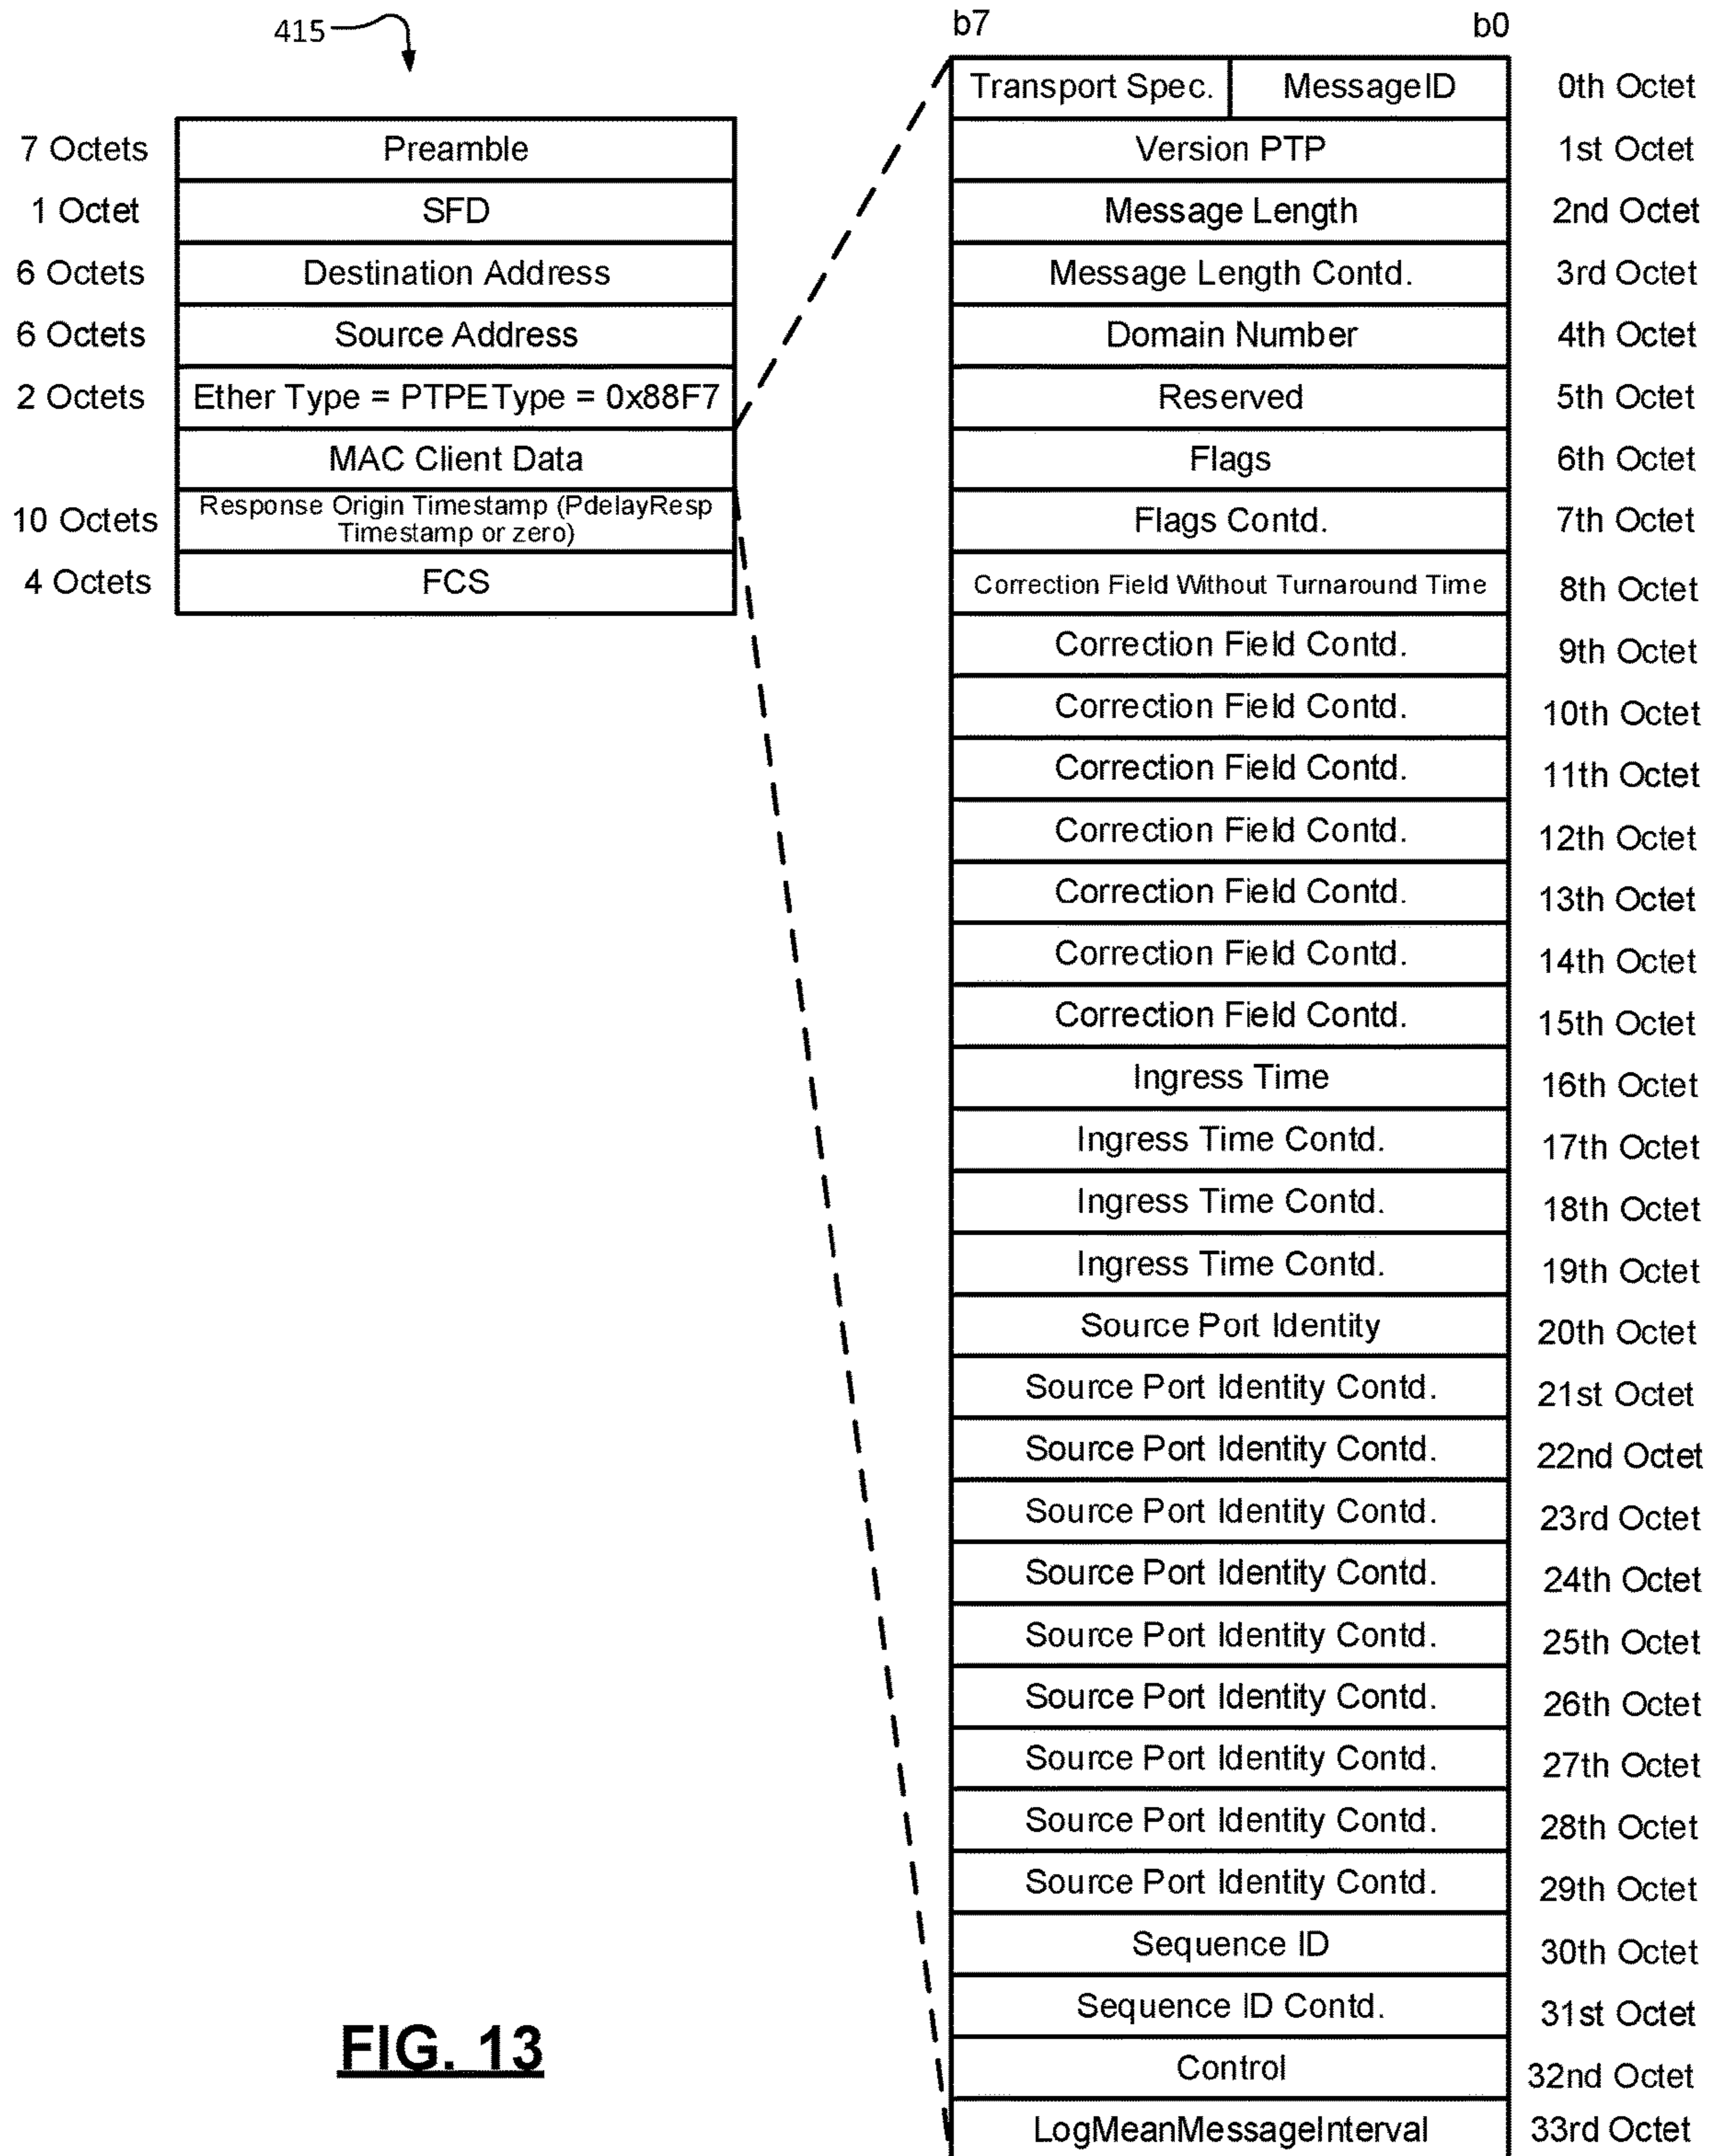 415
7 Octets Preamble
1 Octet SFD
6 Octets Destination Address
6 Octets Source Address
2 Octets Ether Type = PTPEType = 0x88F7
MAC Client Data
10 Octets Response Origin Timestamp (PdelayResp
Timestamp or zero)
4 Octets FCS
b7 b0
Transport Spec. MessageID 0th Octet
Version PTP 1st Octet
Message Length 2nd Octet
Message Length Contd. 3rd Octet
Domain Number 4th Octet
Reserved 5th Octet
Flags 6th Octet
Flags Contd. 7th Octet
Correction Field Without Turnaround Time 8th Octet
Correction Field Contd. 9th Octet
Correction Field Contd. 10th Octet
Correction Field Contd. 11th Octet
Correction Field Contd. 12th Octet
Correction Field Contd. 13th Octet
Correction Field Contd. 14th Octet
Correction Field Contd. 15th Octet
Ingress Time 16th Octet
Ingress Time Contd. 17th Octet
Ingress Time Contd. 18th Octet
Ingress Time Contd. 19th Octet
Source Port Identity 20th Octet
Source Port Identity Contd. 21st Octet
Source Port Identity Contd. 22nd Octet
Source Port Identity Contd. 23rd Octet
Source Port Identity Contd. 24th Octet
Source Port Identity Contd. 25th Octet
Source Port Identity Contd. 26th Octet
Source Port Identity Contd. 27th Octet
Source Port Identity Contd. 28th Octet
Source Port Identity Contd. 29th Octet
Sequence ID 30th Octet
Sequence ID Contd. 31st Octet
Control 32nd Octet
LogMeanMessageInterval 33rd Octet
FIG. 13